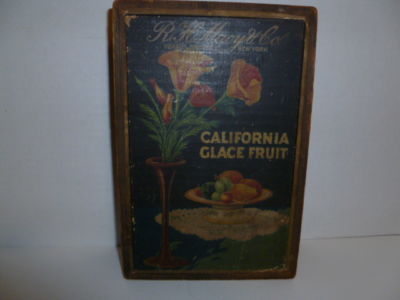 R.H. Macy & Co.
NEW YORK
CALIFORNIA
GLACE FRUIT